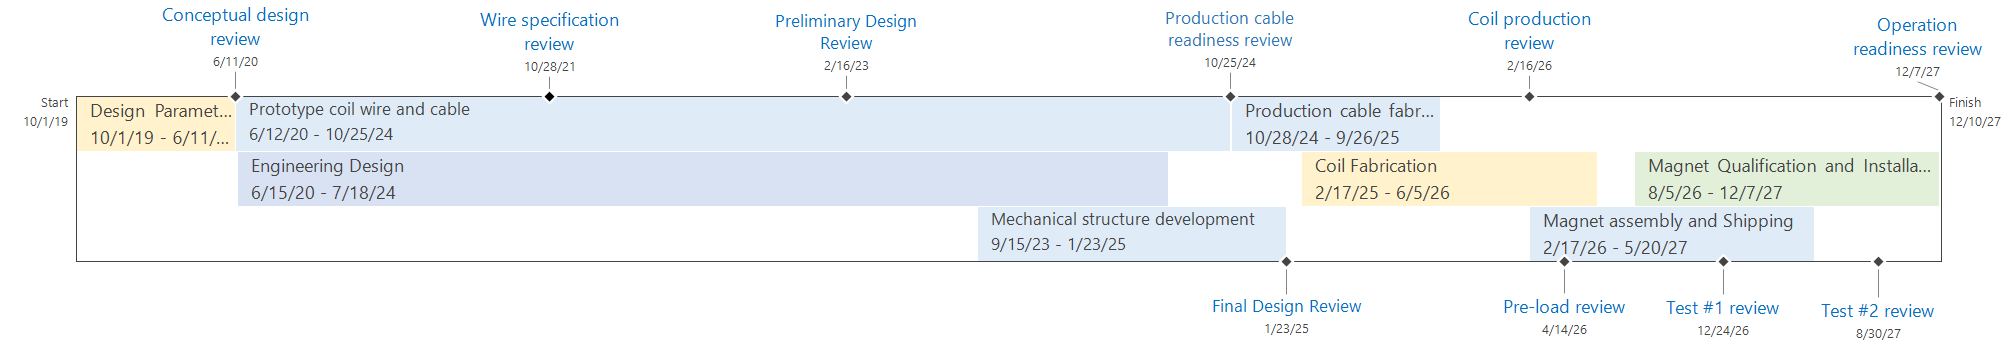 Conceptual design
review
6/11/20
Wire specification
review
10/28/21
Preliminary Design
Review
2/16/23
Production cable
readiness review
10/25/24
Coil production
review
2/16/26
Operation
readiness review
12/7/27
Start
10/1/19
Finish
12/10/27
Design Paramet...
10/1/19 - 6/11/...
Prototype coil wire and cable
6/12/20 - 10/25/24
Production cable fabr...
10/28/24 - 9/26/25
Engineering Design
6/15/20 - 7/18/24
Coil Fabrication
2/17/25 - 6/5/26
Magnet Qualification and Installa...
8/5/26 - 12/7/27
Mechanical structure development
9/15/23 - 1/23/25
Magnet assembly and Shipping
2/17/26 - 5/20/27
Final Design Review
1/23/25
Pre-load review
4/14/26
Test #1 review
12/24/26
Test #2 review
8/30/27